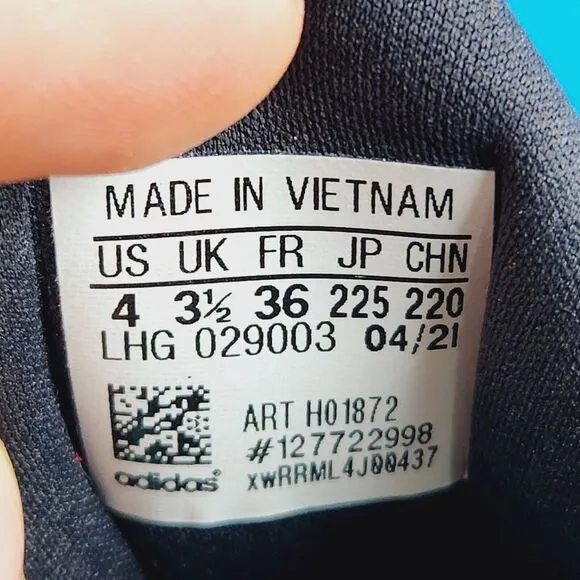 MADE IN VIETNAM
US UK FR JP CHN
4 3½ 36 225 220
LHG 029003 04/21
ART H01872
#127722998
xwRRML4J00437
adidas®